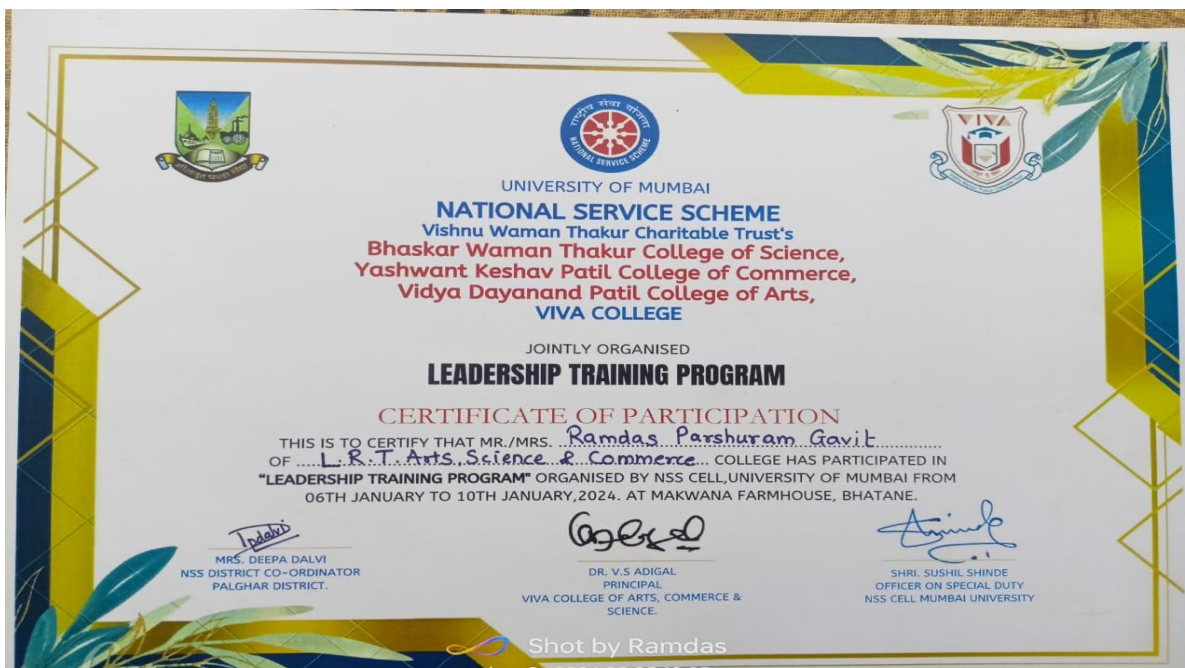 राष्ट्रीय सेवा योजना
NATIONAL SERVICE SCHEME
VIVA
UNIVERSITY OF MUMBAI
NATIONAL SERVICE SCHEME
Vishnu Waman Thakur Charitable Trust's
Bhaskar Waman Thakur College of Science,
Yashwant Keshav Patil College of Commerce,
Vidya Dayanand Patil College of Arts,
VIVA COLLEGE
JOINTLY ORGANISED
LEADERSHIP TRAINING PROGRAM
CERTIFICATE OF PARTICIPATION
THIS IS TO CERTIFY THAT MR./MRS. Ramdas Parshuram Gavit
OF L.R.T. Arts, Science & Commerce COLLEGE HAS PARTICIPATED IN
"LEADERSHIP TRAINING PROGRAM" ORGANISED BY NSS CELL,UNIVERSITY OF MUMBAI FROM
06TH JANUARY TO 10TH JANUARY,2024. AT MAKWANA FARMHOUSE, BHATANE.
MRS. DEEPA DALVI
NSS DISTRICT CO-ORDINATOR
PALGHAR DISTRICT.
DR. V.S ADIGAL
PRINCIPAL
VIVA COLLEGE OF ARTS, COMMERCE &
SCIENCE.
SHRI. SUSHIL SHINDE
OFFICER ON SPECIAL DUTY
NSS CELL MUMBAI UNIVERSITY
Shot by Ramdas